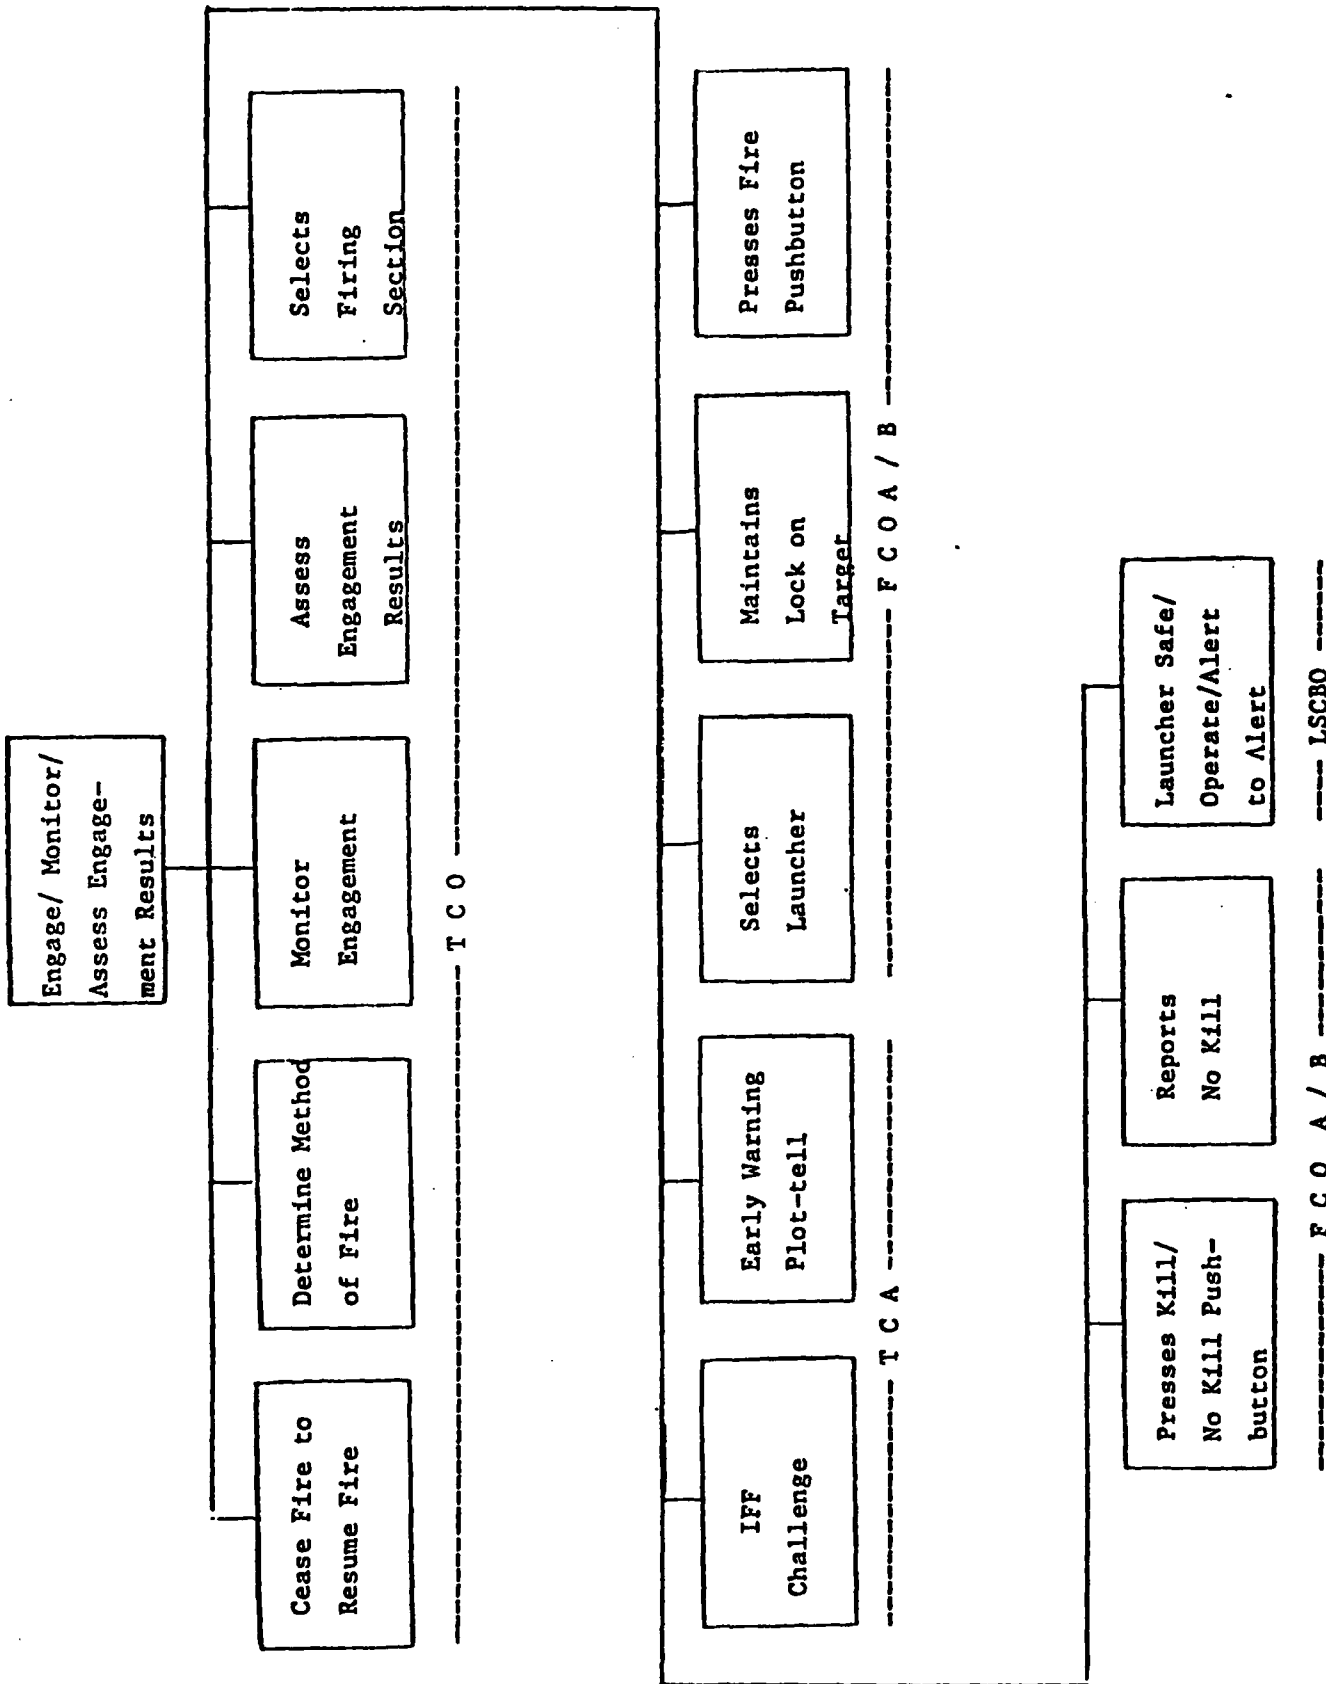 Engage/ Monitor/
Assess Engage-
ment Results
Cease Fire to
Resume Fire
Determine Method
of Fire
Monitor
Engagement
Assess
Engagement
Results
Selects
Firing
Section
T C O
IFF
Challenge
Early Warning
Plot-tell
Selects
Launcher
Maintains
Lock on
Target
Presses Fire
Pushbutton
T C A
F C O A / B
Presses Kill/
No Kill Push-
button
Reports
No Kill
Launcher Safe/
Operate/Alert
to Alert
F C O A / B
LSCBO